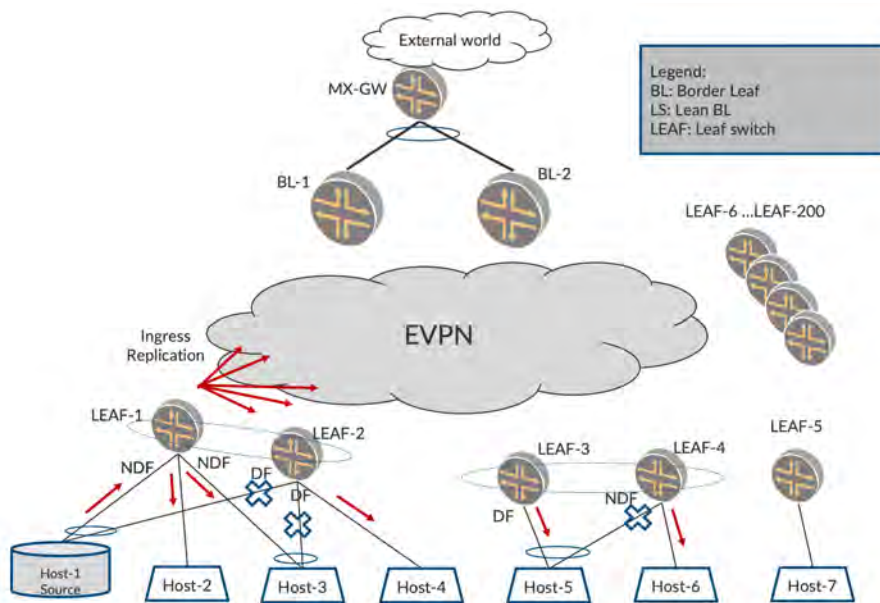 External world
MX-GW
Legend:
BL: Border Leaf
LS: Lean BL
LEAF: Leaf switch
BL-1
BL-2
LEAF-6 ...LEAF-200
EVPN
Ingress
Replication
LEAF-1
LEAF-2
LEAF-3
LEAF-4
LEAF-5
NDF
NDF
DF
DF
DF
NDF
Host-1
Source
Host-2
Host-3
Host-4
Host-5
Host-6
Host-7